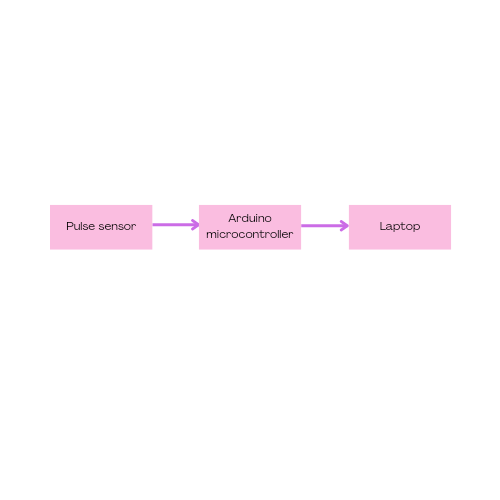 Pulse sensor
Arduino
microcontroller
Laptop